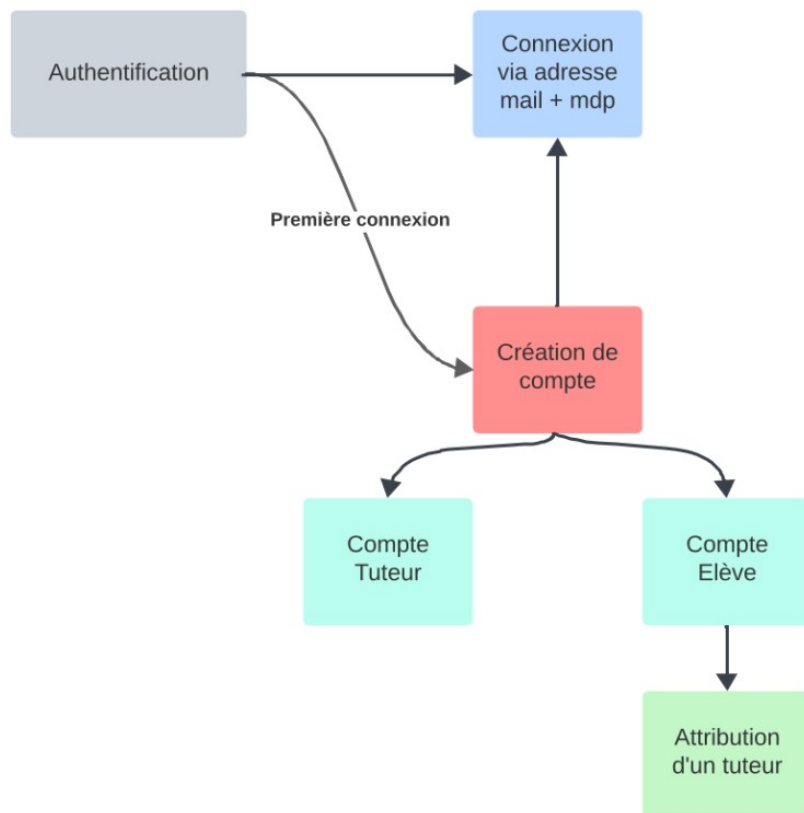 Authentification
Connexion
via adresse
mail + mdp
Première connexion
Création de
compte
Compte
Tuteur
Compte
Elève
Attribution
d'un tuteur